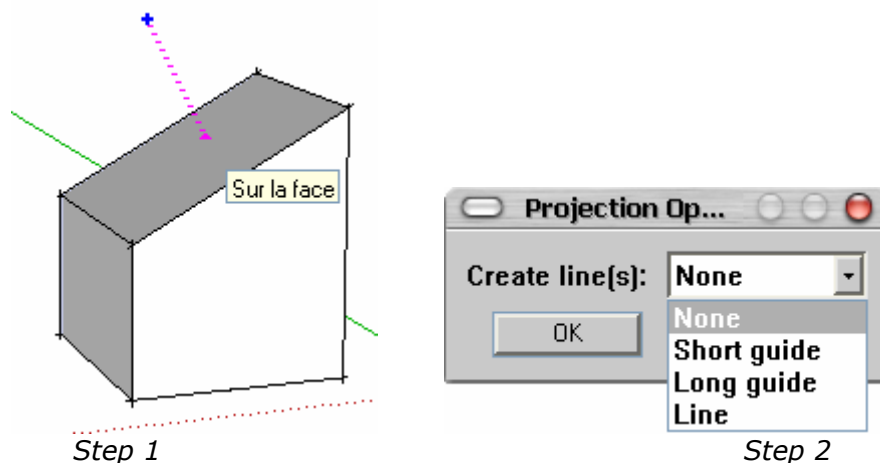 Sur la face
Projection Op...
Create line(s): None
None
OK
Short guide
Long guide
Line
Step 1
Step 2